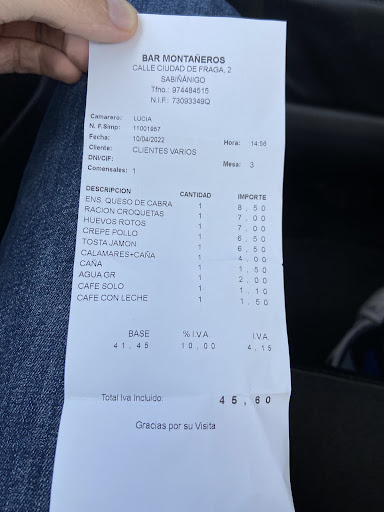 BAR MONTAÑEROS
CALLE CIUDAD DE FRAGA, 2
SABIÑÁNIGO
Tfno.: 974484515
N.I.F.: 73093349Q
Camarero: LUCIA
N. F.Simp: 11001957
Fecha: 10/04/2022 Hora: 14:56
Cliente: CLIENTES VARIOS
DNI/CIF: Mesa: 3
Comensales: 1
DESCRIPCION CANTIDAD IMPORTE
ENS. QUESO DE CABRA 1 8,50
RACION CROQUETAS 1 7,00
HUEVOS ROTOS 1 7,00
CREPE POLLO 1 6,50
TOSTA JAMON 1 6,50
CALAMARES+CAÑA 1 4,00
CAÑA 1 1,50
AGUA GR 1 2,00
CAFE SOLO 1 1,10
CAFE CON LECHE 1 1,50
BASE % I.V.A. I.V.A.
41,45 10,00 4,15
Total Iva Incluido: 45,60
Gracias por su Visita